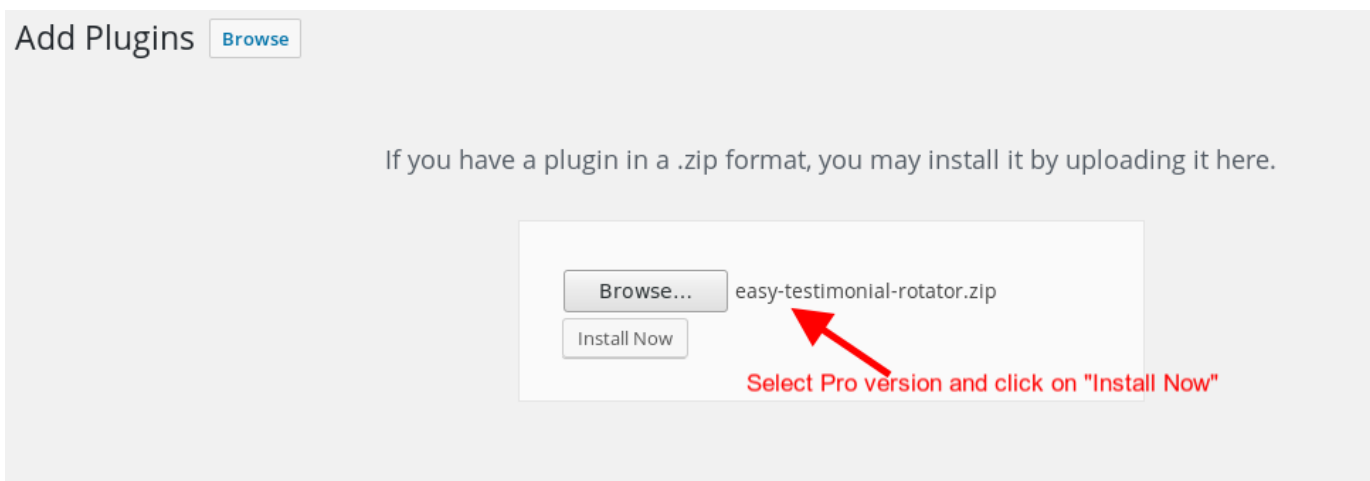 Add Plugins Browse
If you have a plugin in a .zip format, you may install it by uploading it here.
Browse... easy-testimonial-rotator.zip
Install Now
Select Pro version and click on "Install Now"